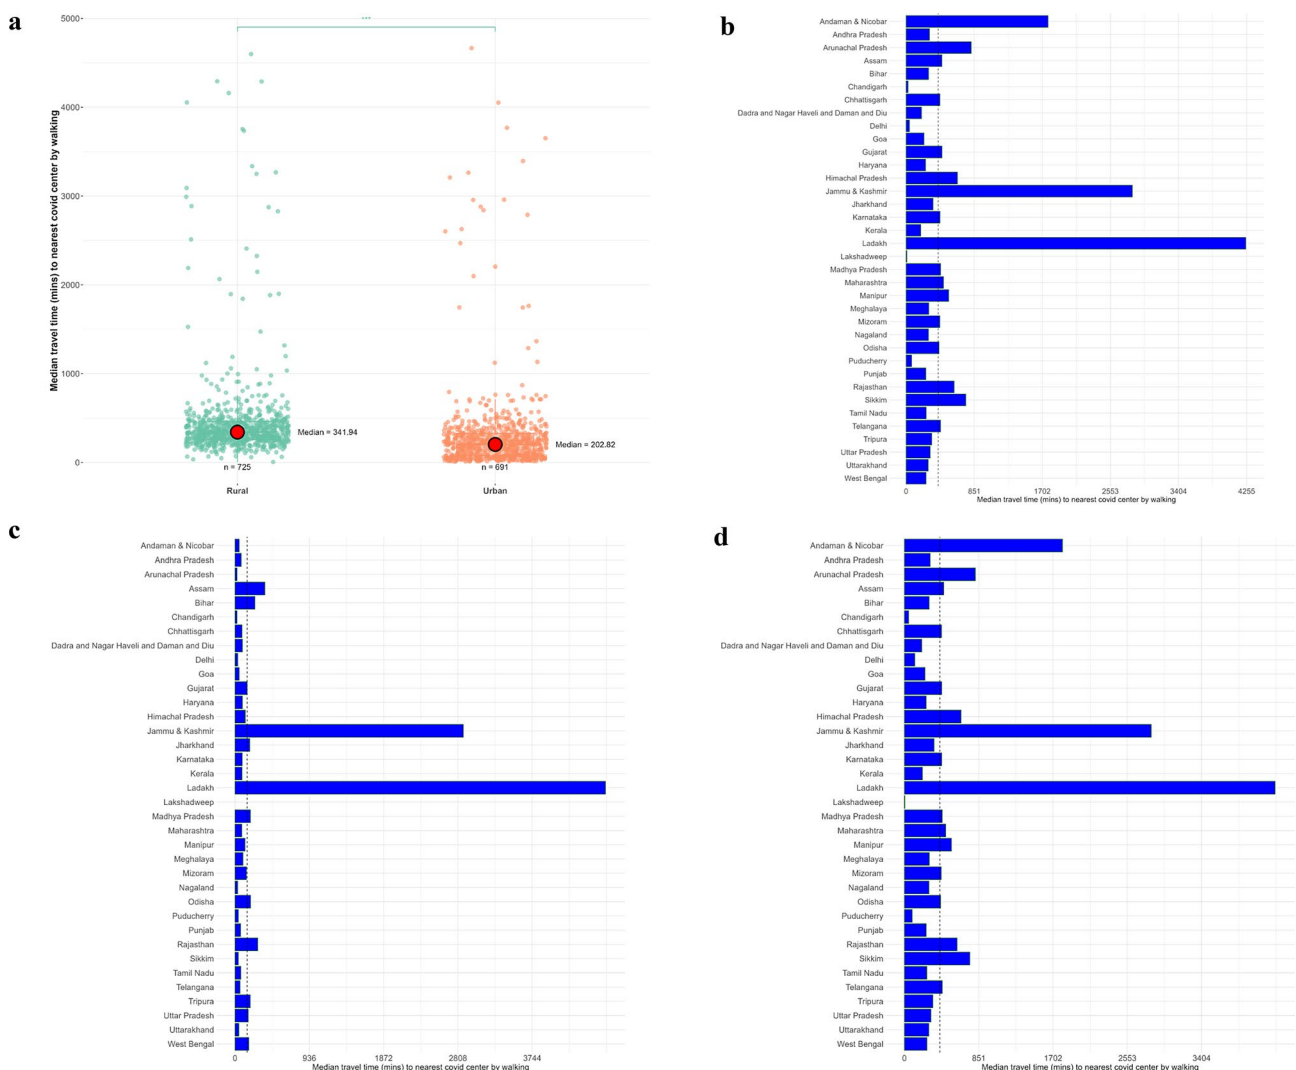 a
Median travel time (mins) to nearest covid center by walking
5000
4000
3000
2000
1000
0
***
Median = 341.94
Median = 202.82
n = 725
n = 691
Rural
Urban
b
Andaman & Nicobar
Andhra Pradesh
Arunachal Pradesh
Assam
Bihar
Chandigarh
Chhattisgarh
Dadra and Nagar Haveli and Daman and Diu
Delhi
Goa
Gujarat
Haryana
Himachal Pradesh
Jammu & Kashmir
Jharkhand
Karnataka
Kerala
Ladakh
Lakshadweep
Madhya Pradesh
Maharashtra
Manipur
Meghalaya
Mizoram
Nagaland
Odisha
Puducherry
Punjab
Rajasthan
Sikkim
Tamil Nadu
Telangana
Tripura
Uttar Pradesh
Uttarakhand
West Bengal
0 851 1702 2553 3404 4255
Median travel time (mins) to nearest covid center by walking
c
Andaman & Nicobar
Andhra Pradesh
Arunachal Pradesh
Assam
Bihar
Chandigarh
Chhattisgarh
Dadra and Nagar Haveli and Daman and Diu
Delhi
Goa
Gujarat
Haryana
Himachal Pradesh
Jammu & Kashmir
Jharkhand
Karnataka
Kerala
Ladakh
Lakshadweep
Madhya Pradesh
Maharashtra
Manipur
Meghalaya
Mizoram
Nagaland
Odisha
Puducherry
Punjab
Rajasthan
Sikkim
Tamil Nadu
Telangana
Tripura
Uttar Pradesh
Uttarakhand
West Bengal
0 936 1872 2808 3744
Median travel time (mins) to nearest covid center by walking
d
Andaman & Nicobar
Andhra Pradesh
Arunachal Pradesh
Assam
Bihar
Chandigarh
Chhattisgarh
Dadra and Nagar Haveli and Daman and Diu
Delhi
Goa
Gujarat
Haryana
Himachal Pradesh
Jammu & Kashmir
Jharkhand
Karnataka
Kerala
Ladakh
Lakshadweep
Madhya Pradesh
Maharashtra
Manipur
Meghalaya
Mizoram
Nagaland
Odisha
Puducherry
Punjab
Rajasthan
Sikkim
Tamil Nadu
Telangana
Tripura
Uttar Pradesh
Uttarakhand
West Bengal
0 851 1702 2553 3404
Median travel time (mins) to nearest covid center by walking